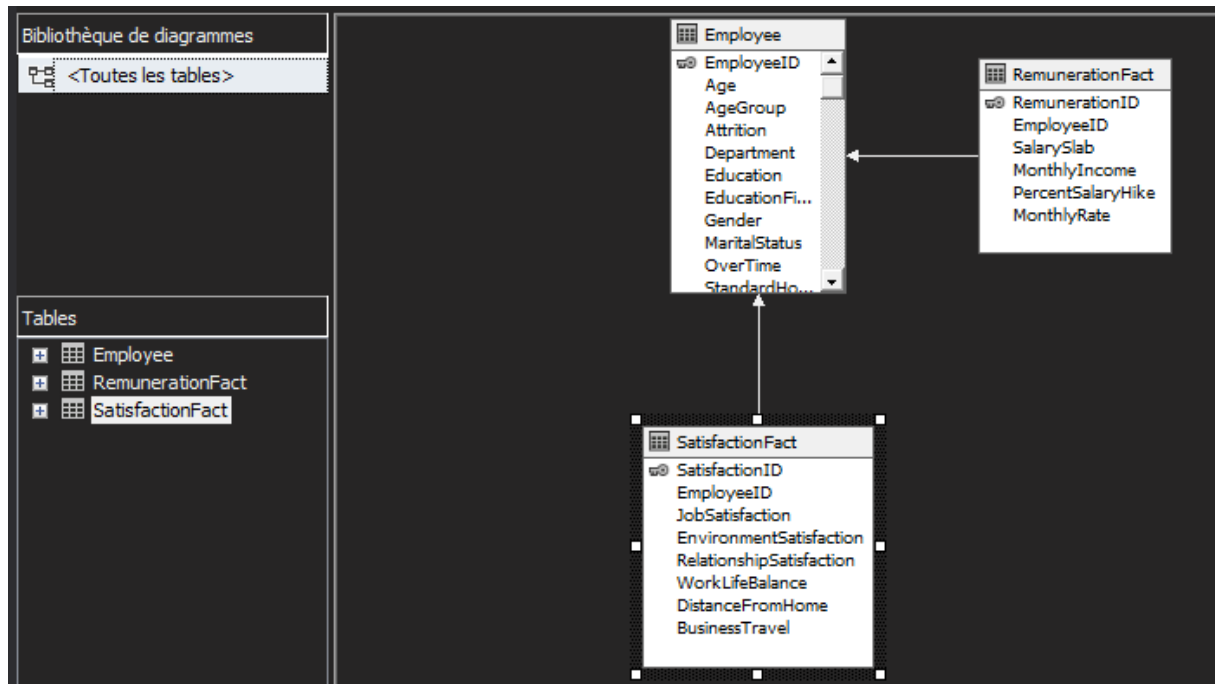 Bibliothèque de diagrammes
<Toutes les tables>
Tables
Employee
RemunerationFact
SatisfactionFact
Employee
EmployeeID
Age
AgeGroup
Attrition
Department
Education
EducationFi...
Gender
MaritalStatus
OverTime
StandardHo...
RemunerationFact
RemunerationID
EmployeeID
SalarySlab
MonthlyIncome
PercentSalaryHike
MonthlyRate
SatisfactionFact
SatisfactionID
EmployeeID
JobSatisfaction
EnvironmentSatisfaction
RelationshipSatisfaction
WorkLifeBalance
DistanceFromHome
BusinessTravel